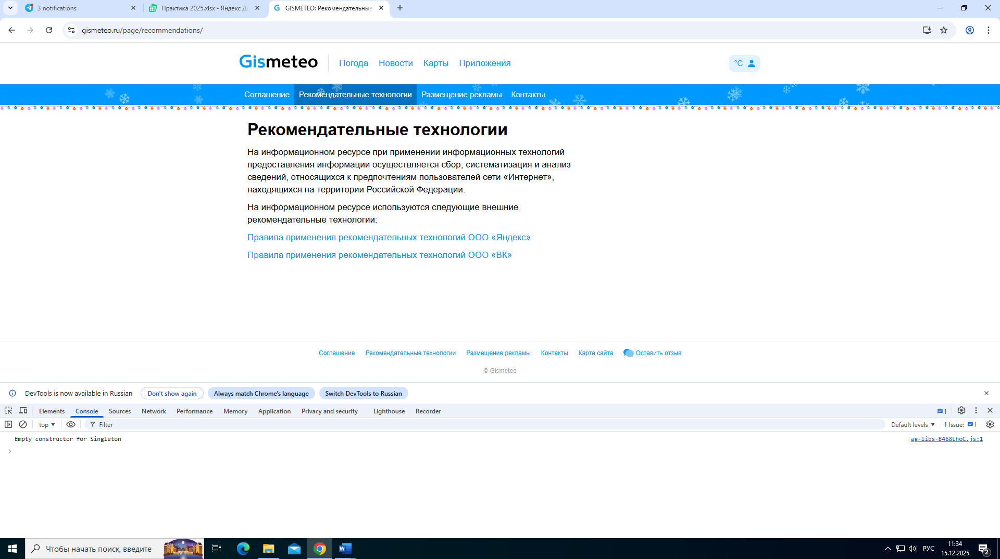 3 notifications
Практика 2025.xlsx - Яндекс Д
GISMETEO: Рекомендательные
gismeteo.ru/page/recommendations/
Gismeteo
Погода
Новости
Карты
Приложения
°C
Соглашение
Рекомендательные технологии
Размещение рекламы
Контакты
Рекомендательные технологии
На информационном ресурсе при применении информационных технологий
предоставления информации осуществляется сбор, систематизация и анализ
сведений, относящихся к предпочтениям пользователей сети «Интернет»,
находящихся на территории Российской Федерации.
На информационном ресурсе используются следующие внешние
рекомендательные технологии:
Правила применения рекомендательных технологий ООО «Яндекс»
Правила применения рекомендательных технологий ООО «ВК»
Соглашение
Рекомендательные технологии
Размещение рекламы
Контакты
Карта сайта
Оставить отзыв
© Gismeteo
DevTools is now available in Russian
Don't show again
Always match Chrome's language
Switch DevTools to Russian
Elements
Console
Sources
Network
Performance
Memory
Application
Privacy and security
Lighthouse
Recorder
1
top
Filter
Default levels
1 Issue:
1
Empty constructor for Singleton
ag-libs-B468LhoC.js:1
Чтобы начать поиск, введите
РУС
11:34
15.12.2025
2